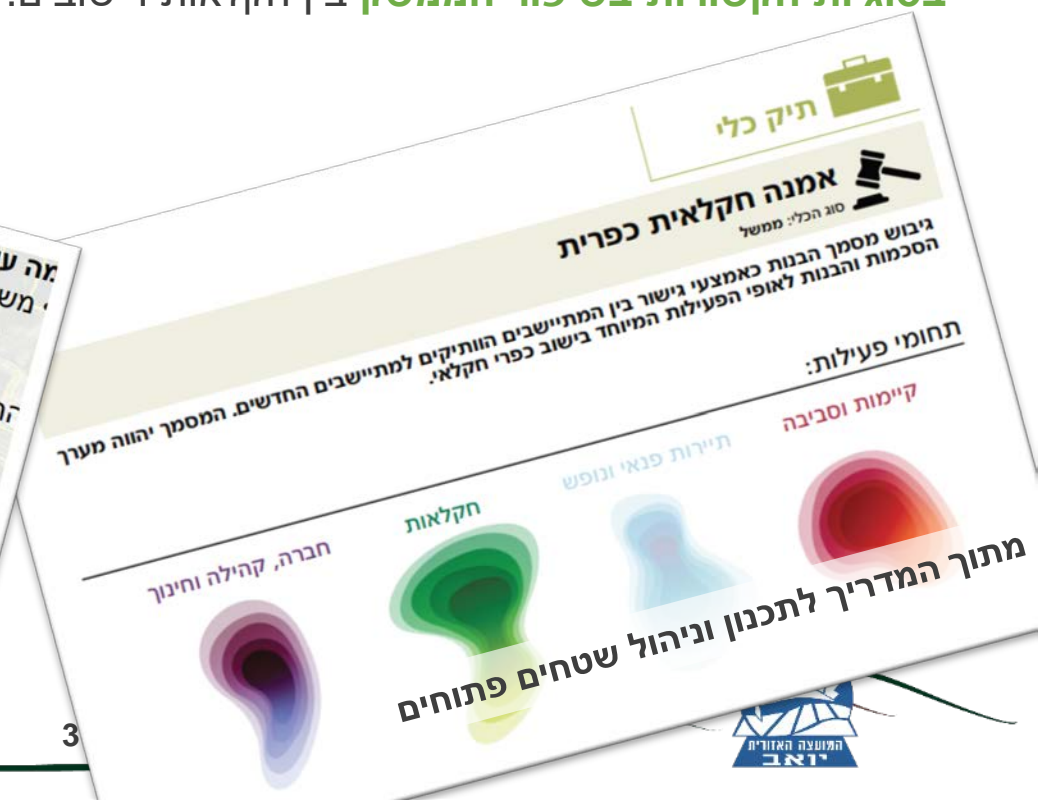 תיק כלי
אמנה חקלאית כפרית
סוג הכלי: ממשל
גיבוש מסמך הבנות כאמצעי גישור בין המתיישבים הוותיקים למתיישבים החדשים. המסמך יהווה מערך
הסכמות והבנות לאופי הפעילות המיוחד בישוב כפרי חקלאי.
תחומי פעילות:
קיימות וסביבה
תיירות פנאי ונופש
חקלאות
חברה, קהילה וחינוך
מתוך המדריך לתכנון וניהול שטחים פתוחים
המועצה האזורית
יואב
3